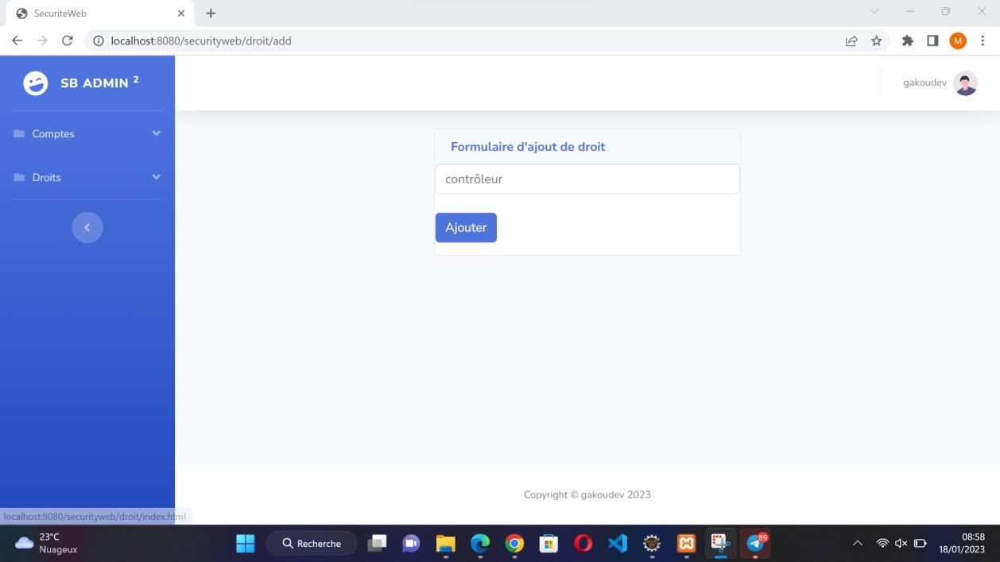 SecuriteWeb
localhost:8080/securityweb/droit/add
M
SB ADMIN 2
gakoudev
Comptes
Droits
Formulaire d'ajout de droit
contrôleur
Ajouter
Copyright © gakoudev 2023
localhost:8080/securityweb/droit/index.html
23°C
Nuageux
Recherche
89
08:58
18/01/2023